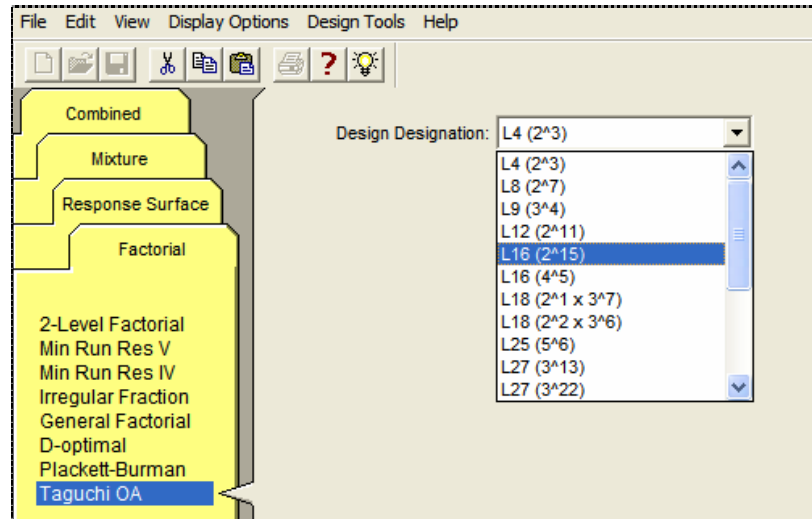 File Edit View Display Options Design Tools Help
Combined
Mixture
Response Surface
Factorial
2-Level Factorial
Min Run Res V
Min Run Res IV
Irregular Fraction
General Factorial
D-optimal
Plackett-Burman
Taguchi OA
Design Designation: L4 (2^3)
L4 (2^3)
L8 (2^7)
L9 (3^4)
L12 (2^11)
L16 (2^15)
L16 (4^5)
L18 (2^1 x 3^7)
L18 (2^2 x 3^6)
L25 (5^6)
L27 (3^13)
L27 (3^22)